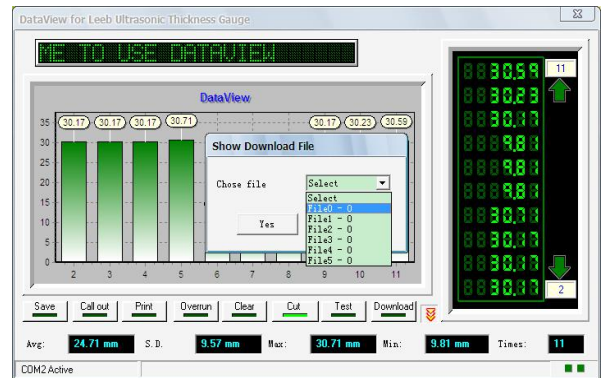 DataView for Leeb Ultrasonic Thickness Gauge
ME TO USE DATAVIEW
DataView
35
30
25
20
15
10
5
0
30.17 30.17 30.17 30.71 30.17 30.23 30.59
2 3 4 5 6 7 8 9 10 11
Show Download File
Chose file
Select
Select
File0 - 0
File1 - 0
File2 - 0
File3 - 0
File4 - 0
File5 - 0
Yes
30.59
30.23
30.17
9.81
9.81
9.81
30.71
30.17
30.17
30.17
11
2
Save Call out Print Overrun Clear Cut Test Download
Avg: 24.71 mm S.D. 9.57 mm Max: 30.71 mm Min: 9.81 mm Times: 11
COM2 Active